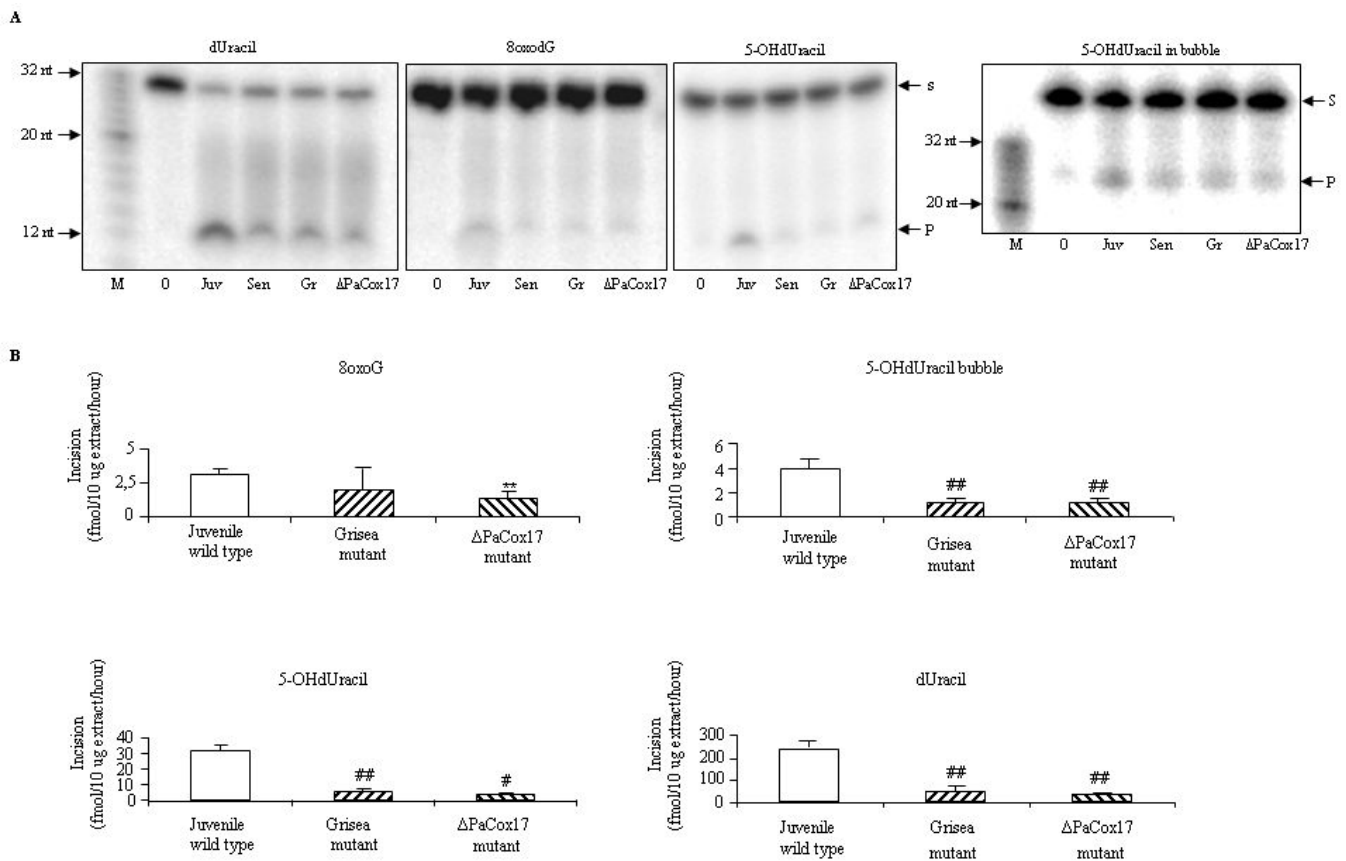 A
dUracil
8oxodG
5-OHdUracil
5-OHdUracil in bubble
32 nt
20 nt
12 nt
s
P
32 nt
20 nt
S
P
M 0 Juv Sen Gr ΔPaCox17
0 Juv Sen Gr ΔPaCox17
0 Juv Sen Gr ΔPaCox17
M 0 Juv Sen Gr ΔPaCox17
B
8oxoG
Incision
(fmol/10 ug extract/hour)
5
2,5
0
**
Juvenile
wild type
Grisea
mutant
ΔPaCox17
mutant
5-OHdUracil bubble
Incision
(fmol/10 ug extract/hour)
6
4
2
0
##
##
Juvenile
wild type
Grisea
mutant
ΔPaCox17
mutant
5-OHdUracil
Incision
(fmol/10 ug extract/hour)
40
30
20
10
0
##
#
Juvenile
wild type
Grisea
mutant
ΔPaCox17
mutant
dUracil
Incision
(fmol/10 ug extract/hour)
300
200
100
0
##
##
Juvenile
wild type
Grisea
mutant
ΔPaCox17
mutant